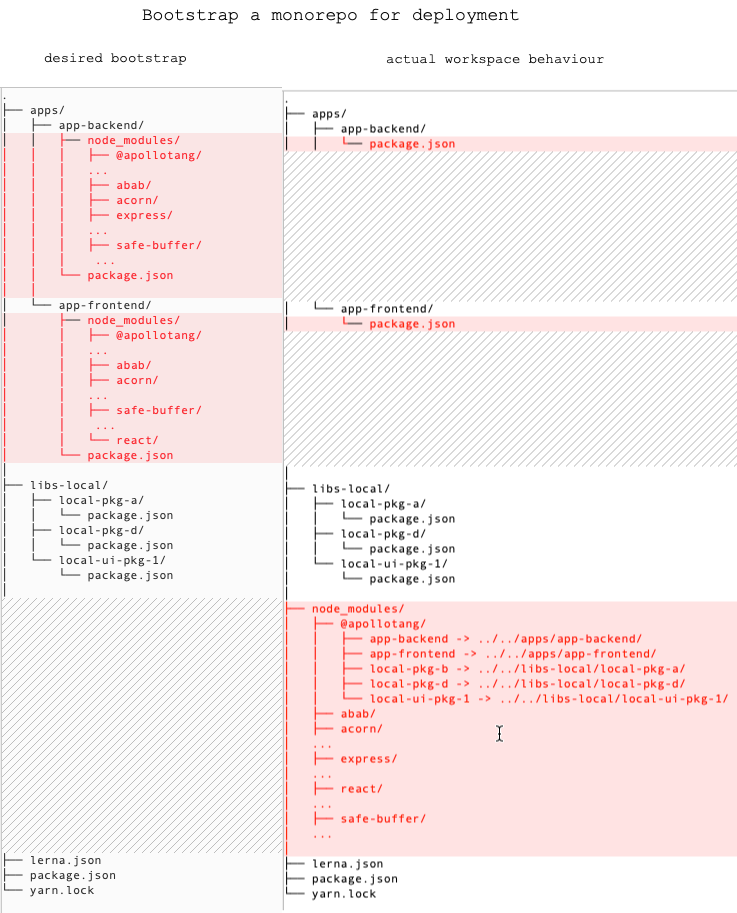 Bootstrap a monorepo for deployment
desired bootstrap
.
├── apps/
│   ├── app-backend/
│   │   ├── node_modules/
│   │   │   ├── @apollotang/
│   │   │   ...
│   │   │   ├── abab/
│   │   │   ├── acorn/
│   │   │   ├── express/
│   │   │   ...
│   │   │   ├── safe-buffer/
│   │   │    ...
│   │   └── package.json
│   │
│   └── app-frontend/
│       ├── node_modules/
│       │   ├── @apollotang/
│       │   ...
│       │   ├── abab/
│       │   ├── acorn/
│       │   ...
│       │   ├── safe-buffer/
│       │    ...
│       │   └── react/
│       └── package.json
│
├── libs-local/
│   ├── local-pkg-a/
│   │   └── package.json
│   ├── local-pkg-d/
│   │   └── package.json
│   └── local-ui-pkg-1/
│       └── package.json
│
├── lerna.json
├── package.json
└── yarn.lock
actual workspace behaviour
.
├── apps/
│   ├── app-backend/
│   │   └── package.json
│   └── app-frontend/
│       └── package.json
│
├── libs-local/
│   ├── local-pkg-a/
│   │   └── package.json
│   ├── local-pkg-d/
│   │   └── package.json
│   └── local-ui-pkg-1/
│       └── package.json
│
├── node_modules/
│   ├── @apollotang/
│   │   ├── app-backend -> ../../apps/app-backend/
│   │   ├── app-frontend -> ../../apps/app-frontend/
│   │   ├── local-pkg-b -> ../../libs-local/local-pkg-a/
│   │   ├── local-pkg-d -> ../../libs-local/local-pkg-d/
│   │   └── local-ui-pkg-1 -> ../../libs-local/local-ui-pkg-1/
│   ├── abab/
│   ├── acorn/
│   ...
│   ├── express/
│   ...
│   ├── react/
│   ...
│   ├── safe-buffer/
│   ...
│
├── lerna.json
├── package.json
└── yarn.lock